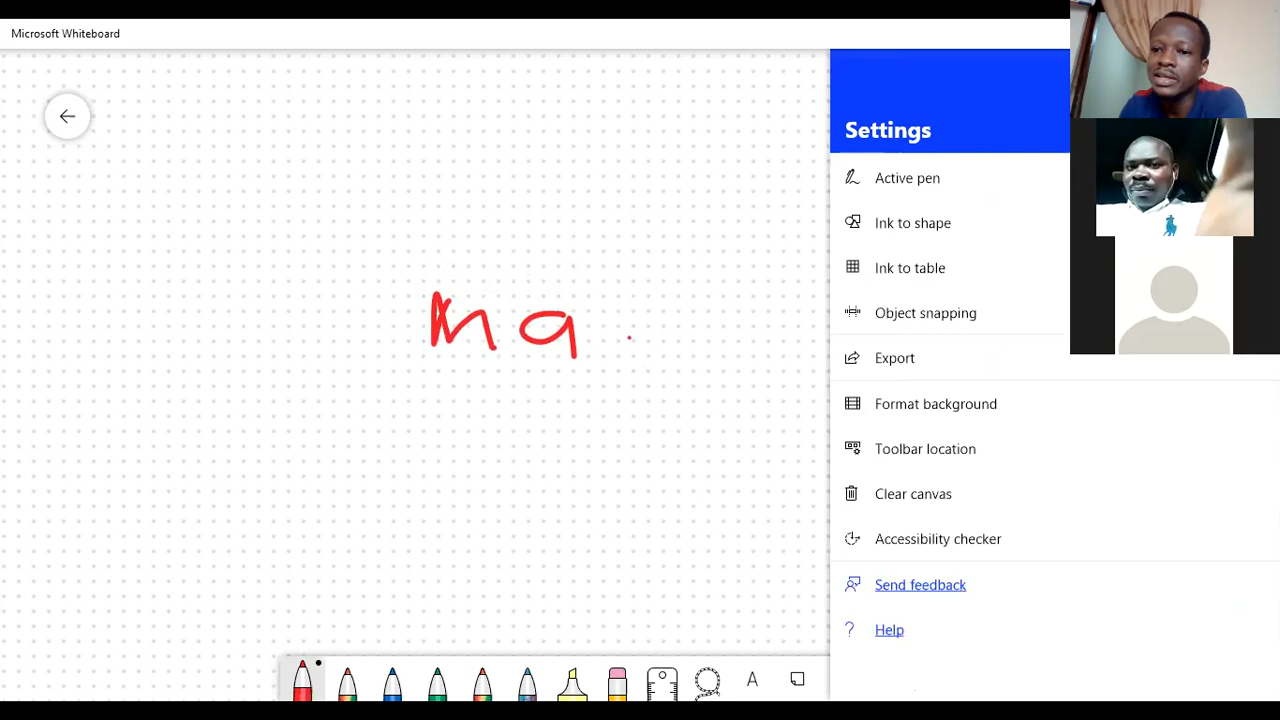 Microsoft Whiteboard
Settings
Active pen
Ink to shape
Ink to table
Object snapping
Export
Format background
Toolbar location
Clear canvas
Accessibility checker
Send feedback
Help
ma
A